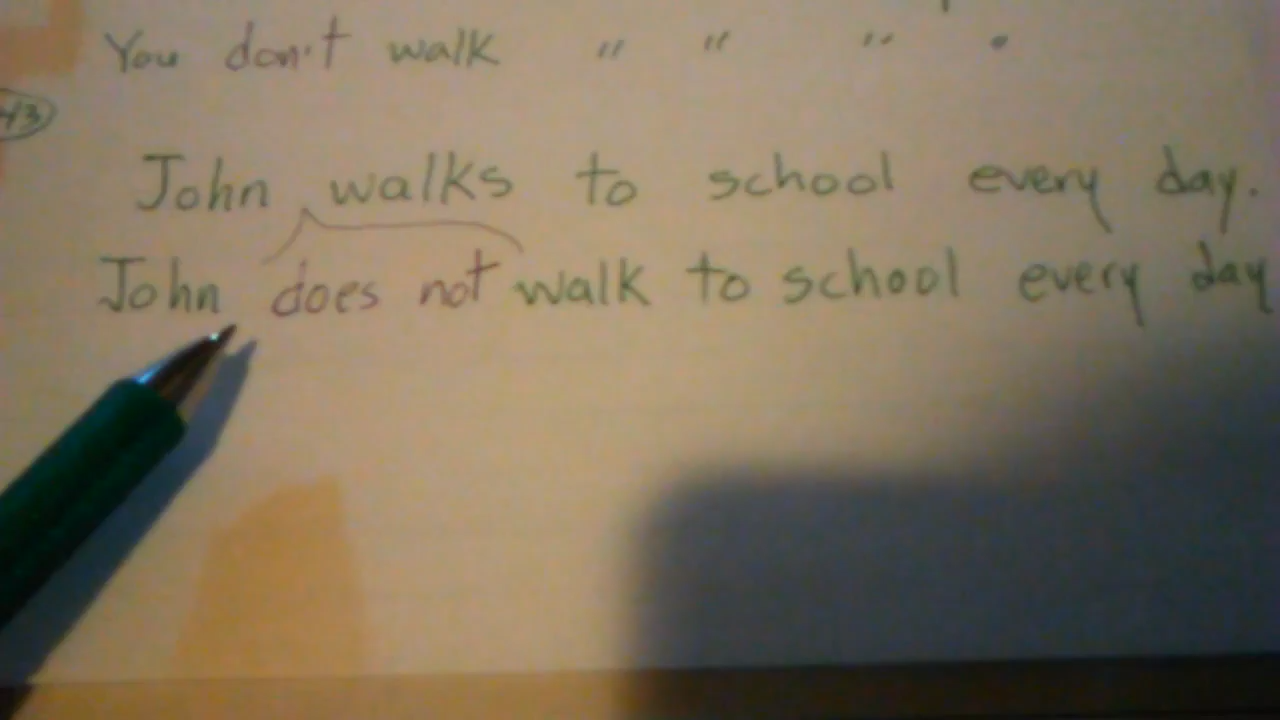 You don't walk " " " .
43
John walks to school every day.
John does not walk to school every day